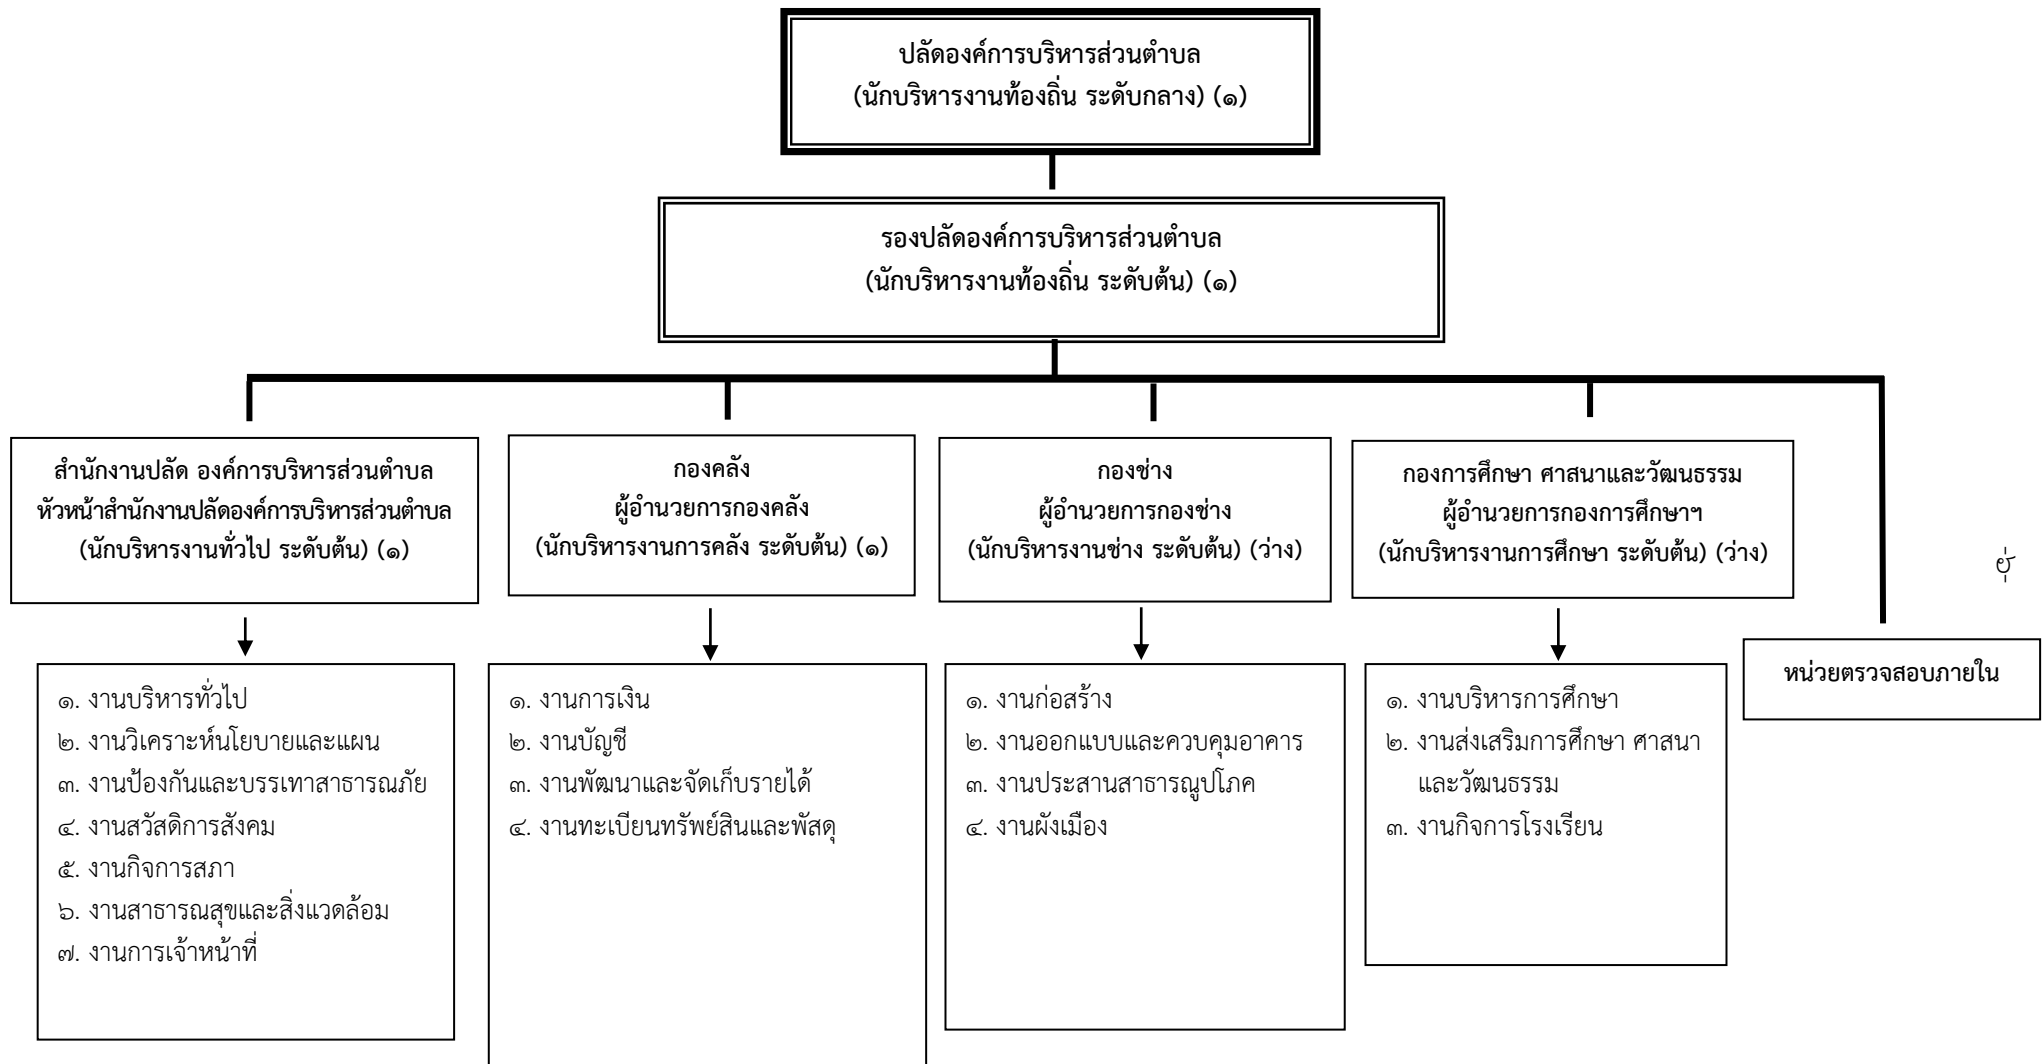 ปลัดองค์การบริหารส่วนตำบล
(นักบริหารงานท้องถิ่น ระดับกลาง) (๑)
รองปลัดองค์การบริหารส่วนตำบล
(นักบริหารงานท้องถิ่น ระดับต้น) (๑)
สำนักงานปลัด องค์การบริหารส่วนตำบล
หัวหน้าสำนักงานปลัดองค์การบริหารส่วนตำบล
(นักบริหารงานทั่วไป ระดับต้น) (๑)
กองคลัง
ผู้อำนวยการกองคลัง
(นักบริหารงานการคลัง ระดับต้น) (๑)
กองช่าง
ผู้อำนวยการกองช่าง
(นักบริหารงานช่าง ระดับต้น) (ว่าง)
กองการศึกษา ศาสนาและวัฒนธรรม
ผู้อำนวยการกองการศึกษาฯ
(นักบริหารงานการศึกษา ระดับต้น) (ว่าง)
หน่วยตรวจสอบภายใน
๑. งานบริหารทั่วไป
๒. งานวิเคราะห์นโยบายและแผน
๓. งานป้องกันและบรรเทาสาธารณภัย
๔. งานสวัสดิการสังคม
๕. งานกิจการสภา
๖. งานสาธารณสุขและสิ่งแวดล้อม
๗. งานการเจ้าหน้าที่
๑. งานการเงิน
๒. งานบัญชี
๓. งานพัฒนาและจัดเก็บรายได้
๔. งานทะเบียนทรัพย์สินและพัสดุ
๑. งานก่อสร้าง
๒. งานออกแบบและควบคุมอาคาร
๓. งานประสานสาธารณูปโภค
๔. งานผังเมือง
๑. งานบริหารการศึกษา
๒. งานส่งเสริมการศึกษา ศาสนา
และวัฒนธรรม
๓. งานกิจการโรงเรียน